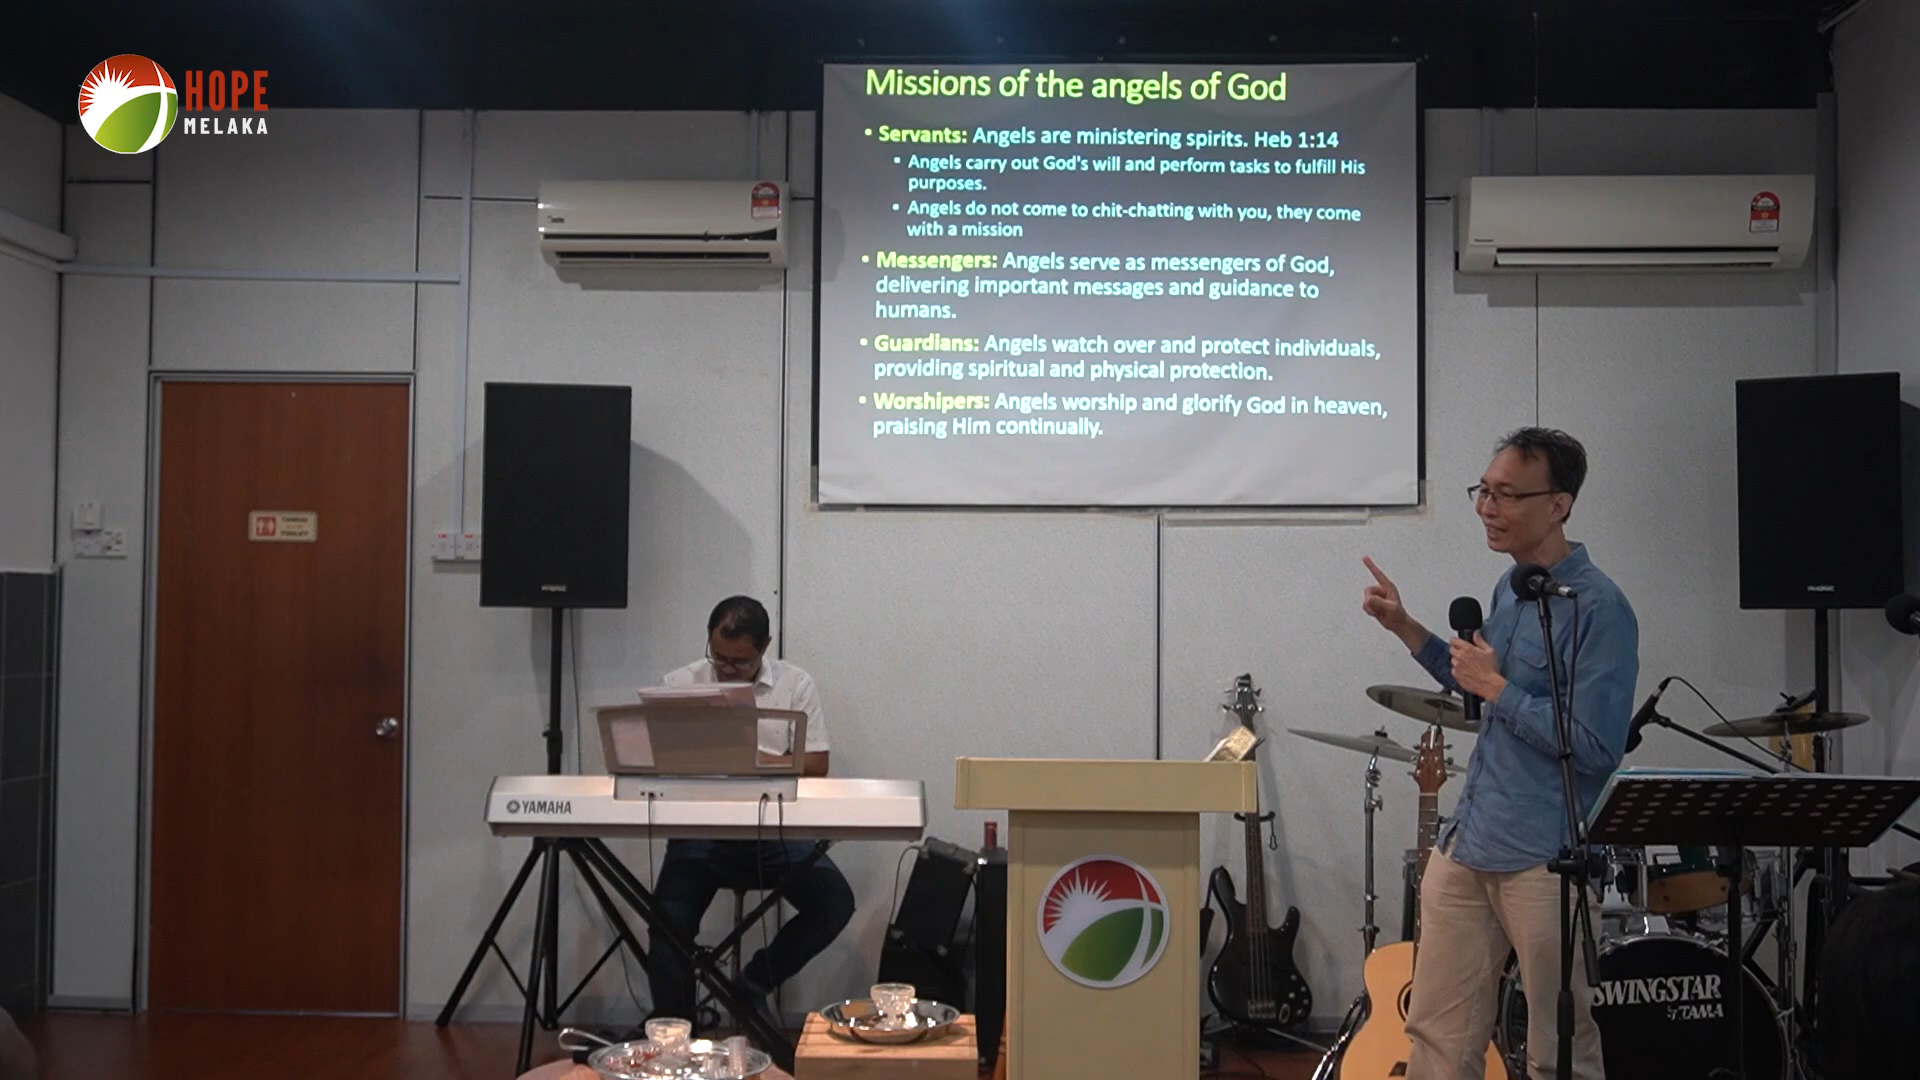 HOPE
MELAKA
Missions of the angels of God
• Servants: Angels are ministering spirits. Heb 1:14
• Angels carry out God's will and perform tasks to fulfill His
purposes.
• Angels do not come to chit-chatting with you, they come
with a mission
• Messengers: Angels serve as messengers of God,
delivering important messages and guidance to
humans.
• Guardians: Angels watch over and protect individuals,
providing spiritual and physical protection.
• Worshipers: Angels worship and glorify God in heaven,
praising Him continually.
TANDAS
TOILET
YAMAHA
SWINGSTAR
TAMA